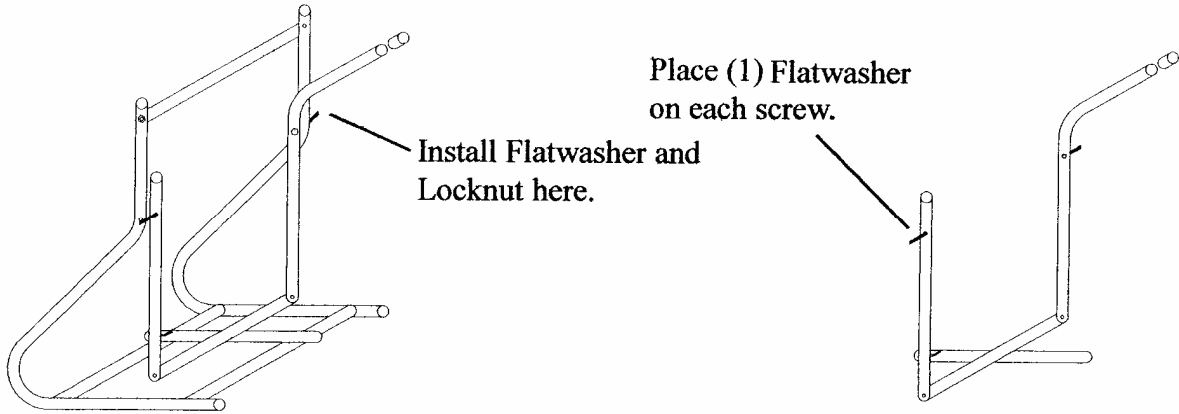 Place (1) Flatwasher
on each screw.
Install Flatwasher and
Locknut here.